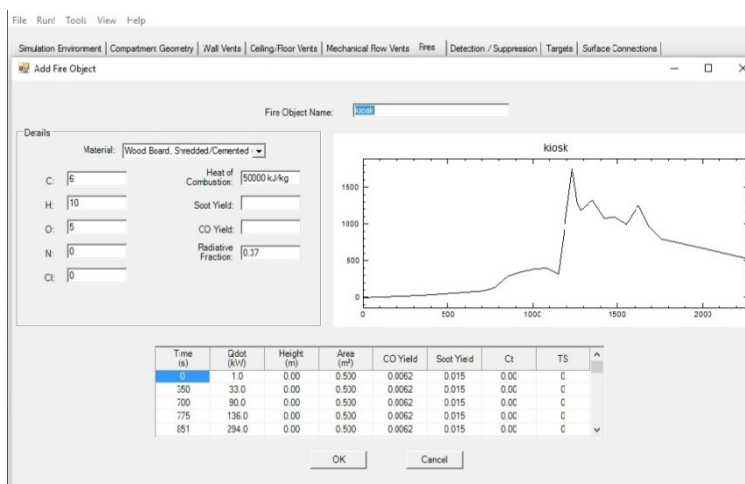 File Run! Tools View Help
Simulation Environment Compartment Geometry Wall Vents Ceiling/Floor Vents Mechanical Flow Vents Fires Detection / Suppression Targets Surface Connections
Add Fire Object
Fire Object Name: kiosk
Details
Material: Wood Board, Shredded/Cemented
C: 6
Heat of Combustion: 50000 kJ/kg
H: 10
Soot Yield:
O: 5
CO Yield:
N: 0
Radiative Fraction: 0.37
Cl: 0
kiosk
1500
1000
500
0
0 500 1000 1500 2000
Time (s) Qdot (kW) Height (m) Area (m²) CO Yield Soot Yield Ct TS
0 1.0 0.00 0.500 0.0062 0.015 0.00 0
350 33.0 0.00 0.500 0.0062 0.015 0.00 0
700 90.0 0.00 0.500 0.0062 0.015 0.00 0
775 136.0 0.00 0.500 0.0062 0.015 0.00 0
851 294.0 0.00 0.500 0.0062 0.015 0.00 0
OK Cancel